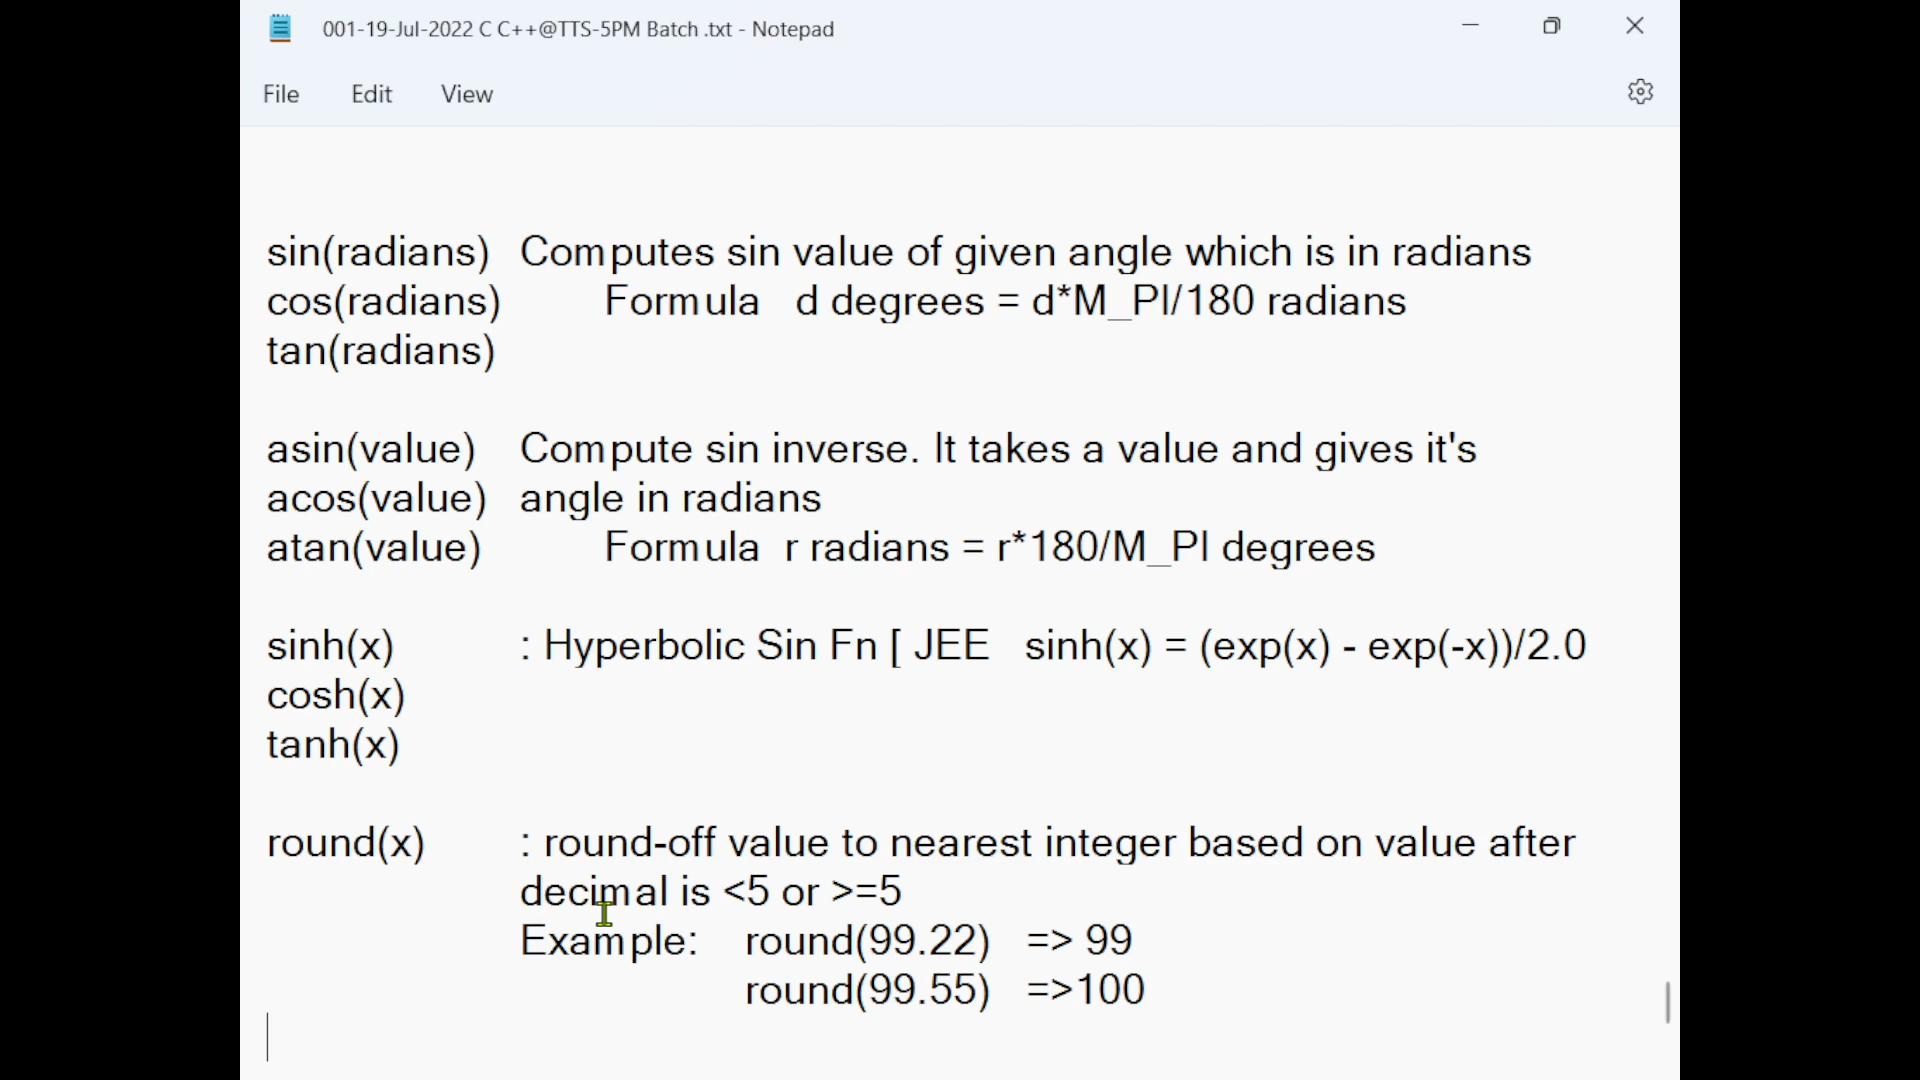 001-19-Jul-2022 C C++@TTS-5PM Batch .txt - Notepad
File Edit View
sin(radians) Computes sin value of given angle which is in radians
cos(radians) Formula d degrees = d*M_PI/180 radians
tan(radians)
asin(value) Compute sin inverse. It takes a value and gives it's
acos(value) angle in radians
atan(value) Formula r radians = r*180/M_PI degrees
sinh(x) : Hyperbolic Sin Fn [ JEE sinh(x) = (exp(x) - exp(-x))/2.0
cosh(x)
tanh(x)
round(x) : round-off value to nearest integer based on value after
decimal is <5 or >=5
Example: round(99.22) => 99
round(99.55) =>100